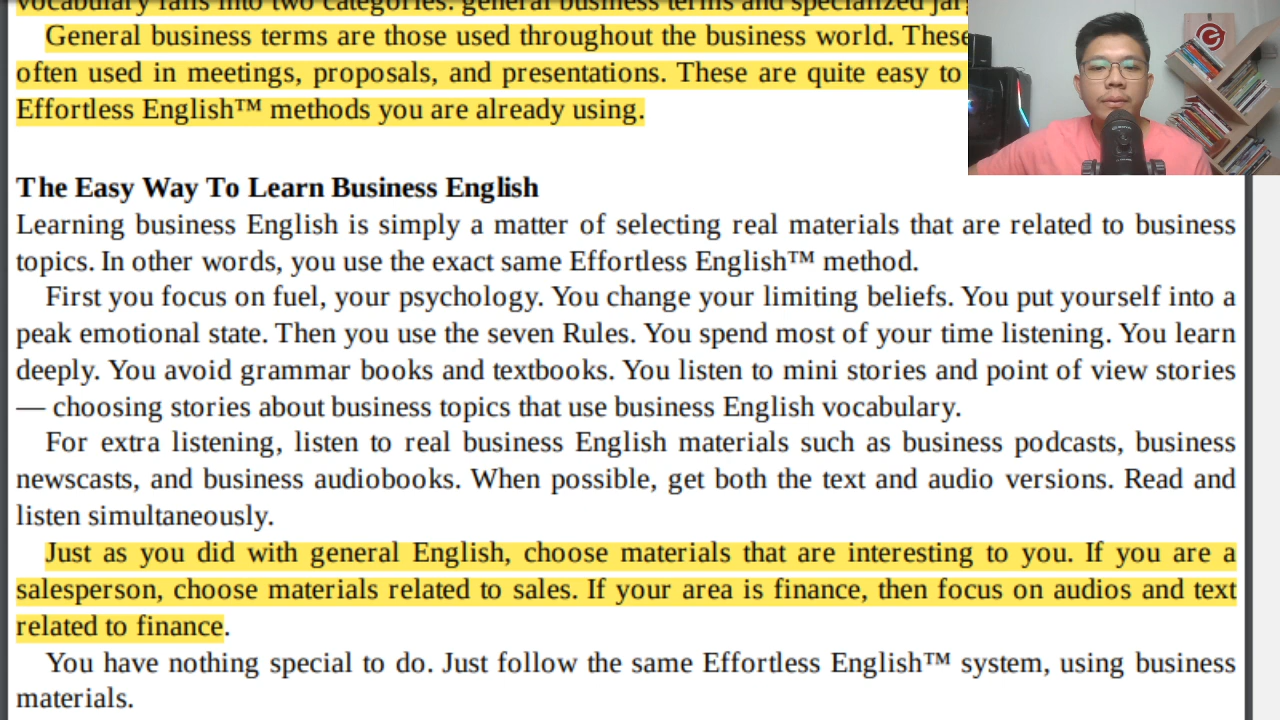 vocabulary falls into two categories: general business terms and specialized
General business terms are those used throughout the business world. These
often used in meetings, proposals, and presentations. These are quite easy to
Effortless English™ methods you are already using.
The Easy Way To Learn Business English
Learning business English is simply a matter of selecting real materials that are related to business
topics. In other words, you use the exact same Effortless English™ method.
First you focus on fuel, your psychology. You change your limiting beliefs. You put yourself into a
peak emotional state. Then you use the seven Rules. You spend most of your time listening. You learn
deeply. You avoid grammar books and textbooks. You listen to mini stories and point of view stories
— choosing stories about business topics that use business English vocabulary.
For extra listening, listen to real business English materials such as business podcasts, business
newscasts, and business audiobooks. When possible, get both the text and audio versions. Read and
listen simultaneously.
Just as you did with general English, choose materials that are interesting to you. If you are a
salesperson, choose materials related to sales. If your area is finance, then focus on audios and text
related to finance.
You have nothing special to do. Just follow the same Effortless English™ system, using business
materials.